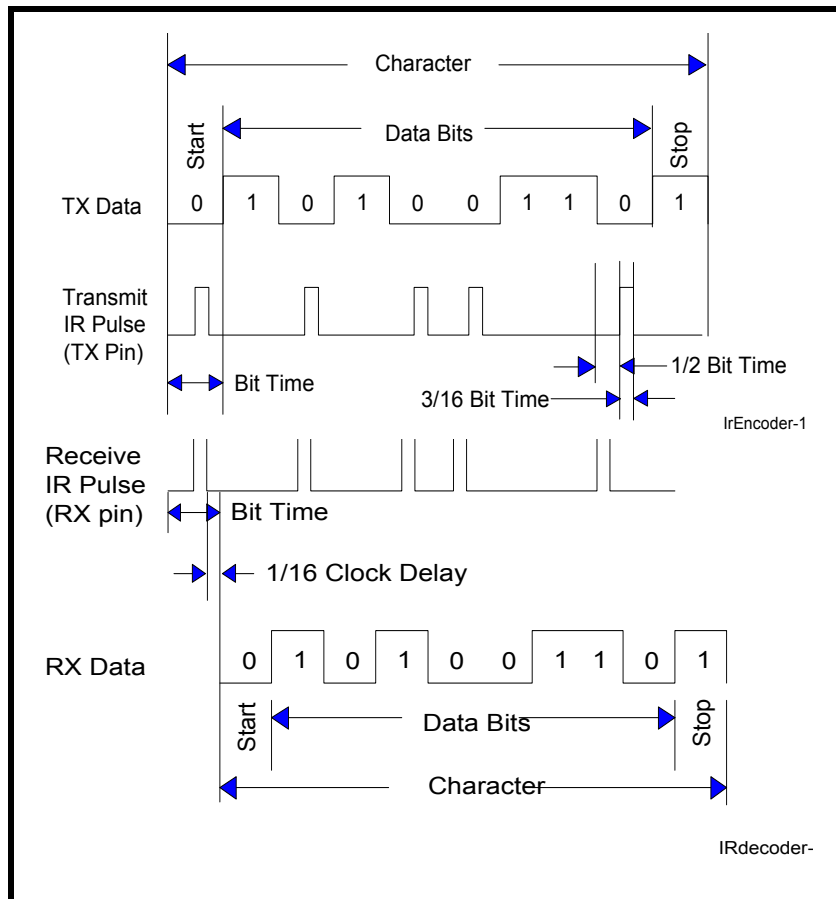 Character
Start
Data Bits
Stop
TX Data
0 1 0 1 0 0 1 1 0 1
Transmit
IR Pulse
(TX Pin)
Bit Time
1/2 Bit Time
3/16 Bit Time
IrEncoder-1
Receive
IR Pulse
(RX pin)
Bit Time
1/16 Clock Delay
RX Data
0 1 0 1 0 0 1 1 0 1
Start
Data Bits
Stop
Character
IRdecoder-